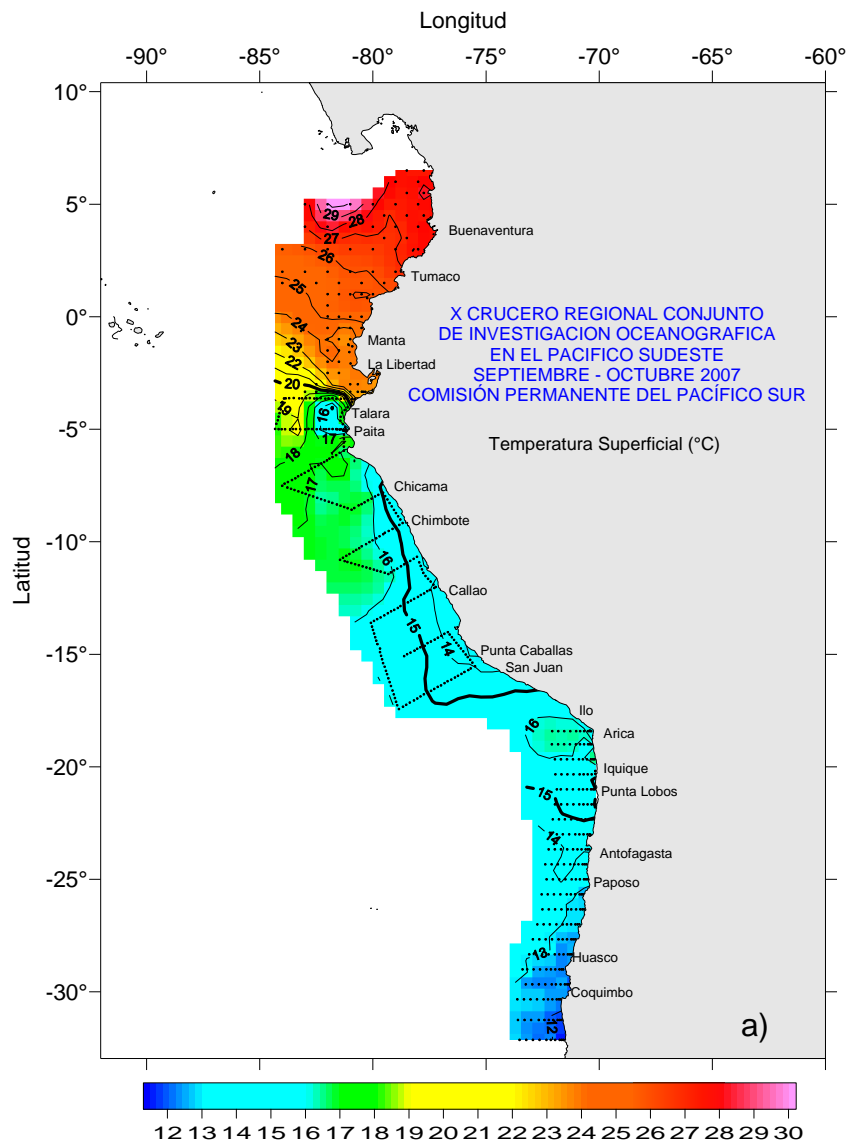 Longitud
-90° -85° -80° -75° -70° -65° -60°
10°
5°
0°
-5°
-10°
-15°
-20°
-25°
-30°
Latitud
29
28
27
26
25
24
23
22
20
19
18
17
16
17
16
15
14
16
15
14
13
12
Buenaventura
Tumaco
Manta
La Libertad
Talara
Paita
Chicama
Chimbote
Callao
Punta Caballas
San Juan
Ilo
Arica
Iquique
Punta Lobos
Antofagasta
Paposo
Huasco
Coquimbo
X CRUCERO REGIONAL CONJUNTO
DE INVESTIGACION OCEANOGRAFICA
EN EL PACIFICO SUDESTE
SEPTIEMBRE - OCTUBRE 2007
COMISIÓN PERMANENTE DEL PACÍFICO SUR
Temperatura Superficial (°C)
a)
12 13 14 15 16 17 18 19 20 21 22 23 24 25 26 27 28 29 30